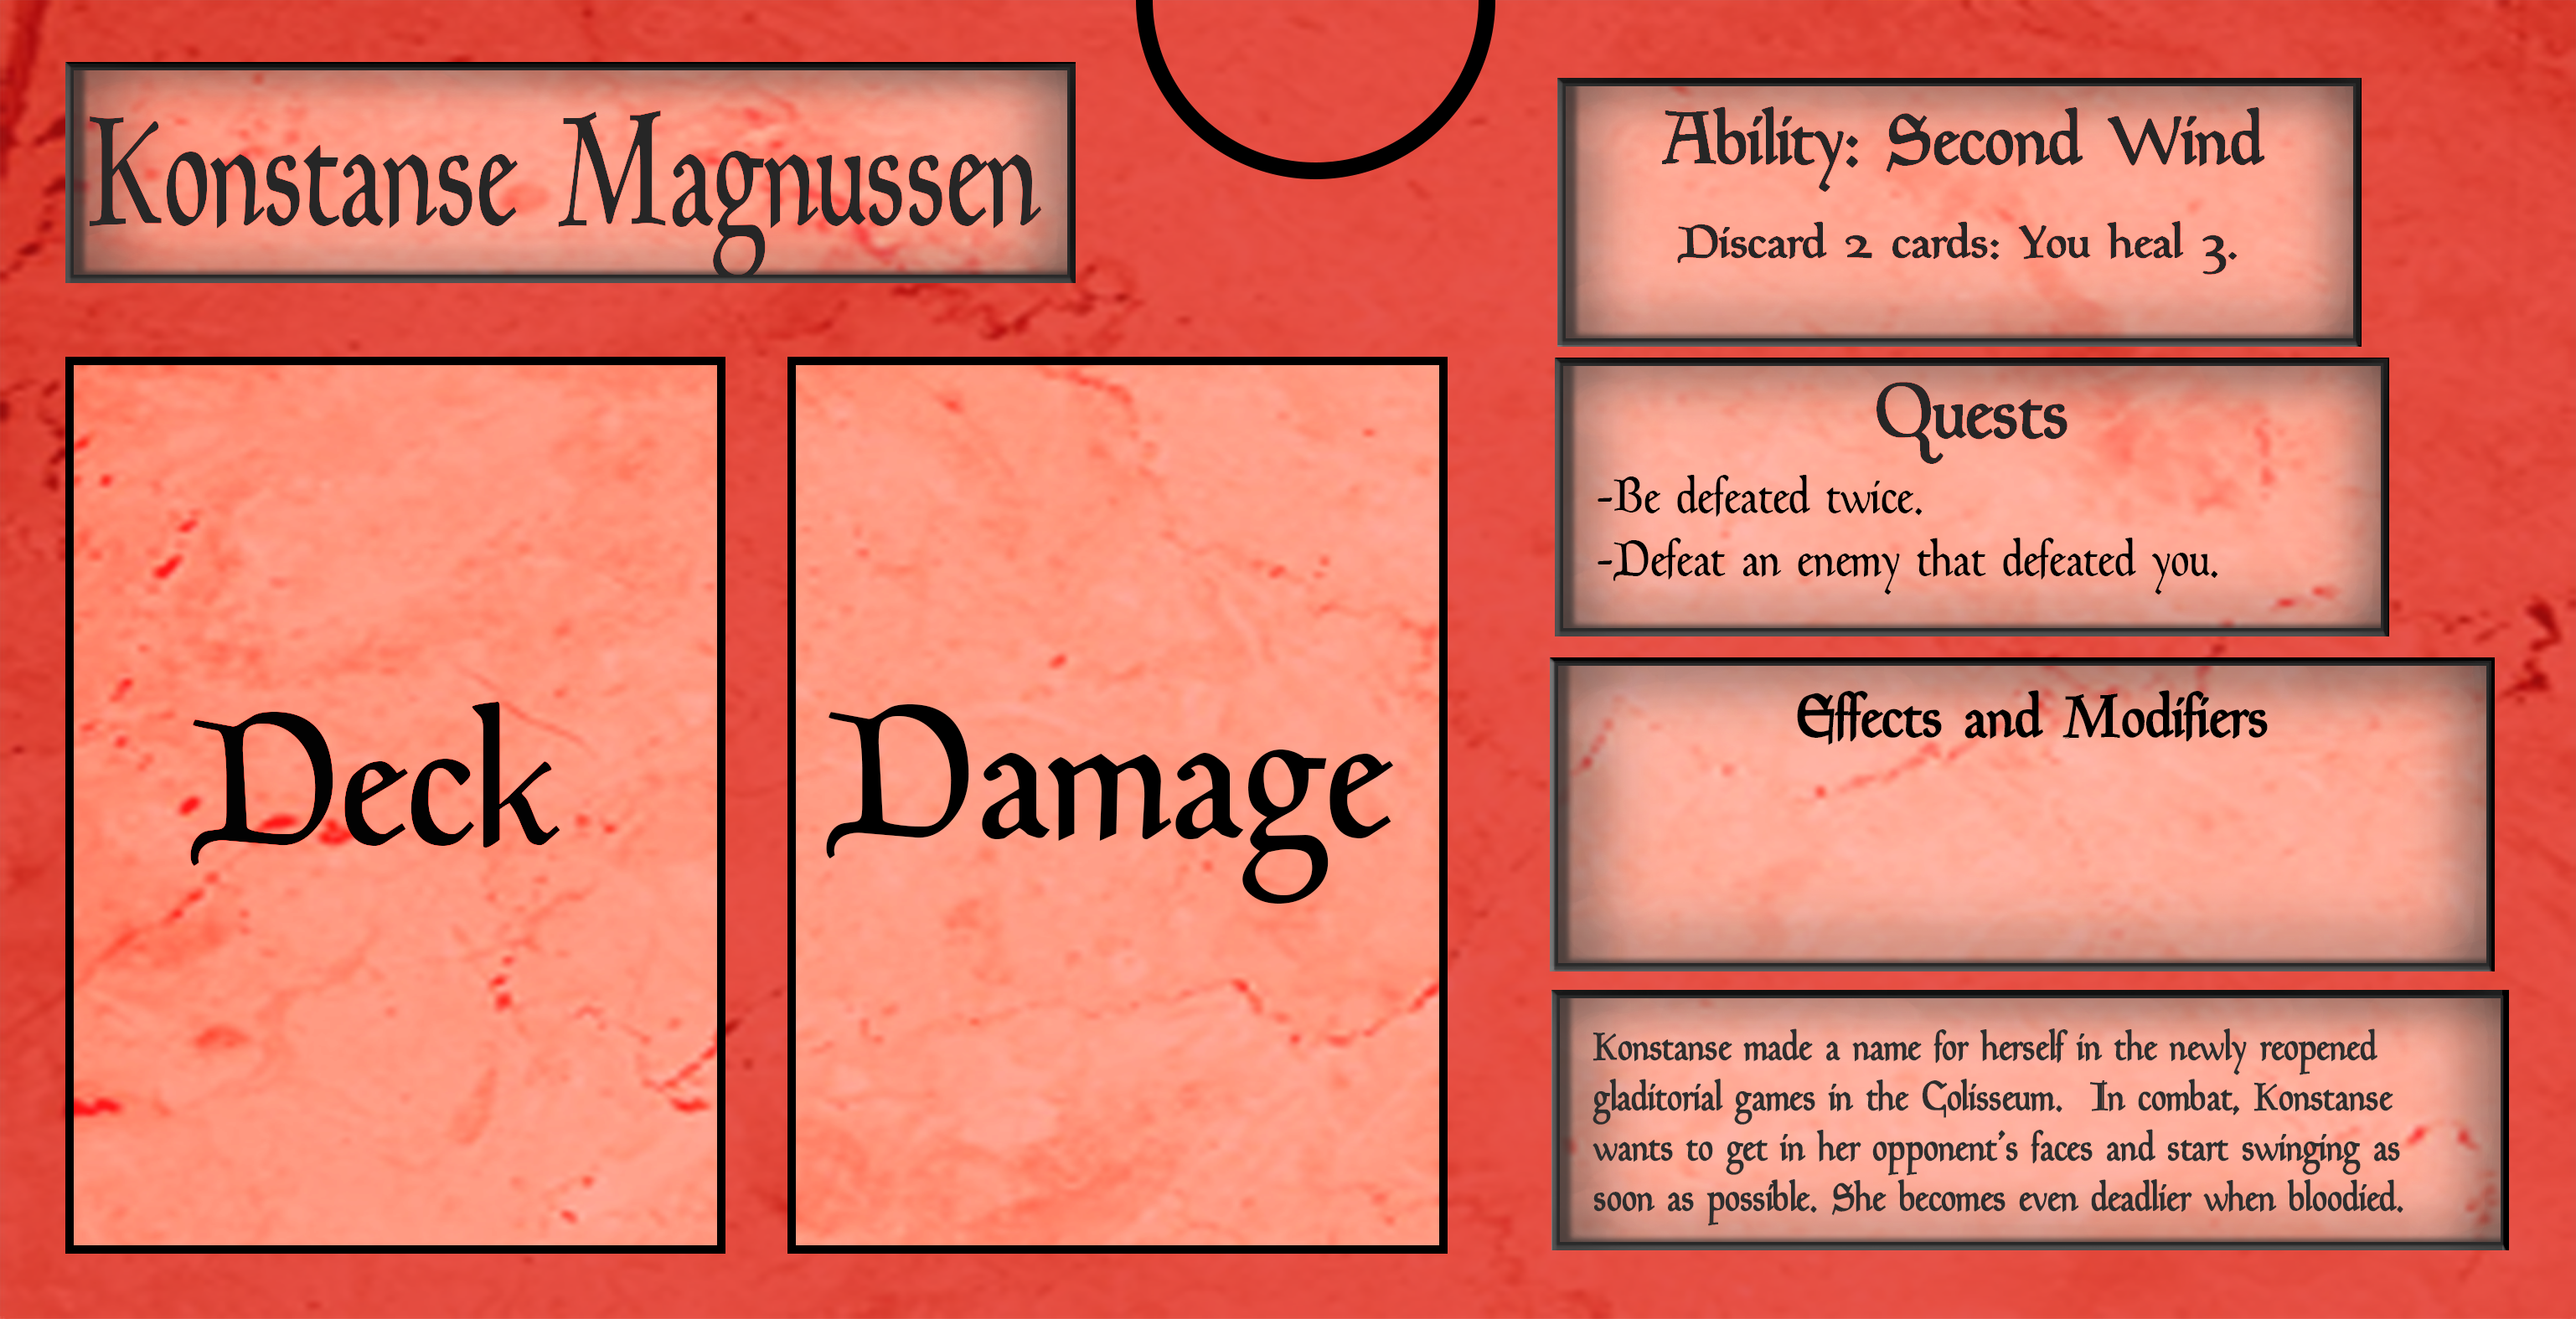 Konstanse Magnussen
Ability: Second Wind
Discard 2 cards: You heal 3.
Deck
Damage
Quests
-Be defeated twice.
-Defeat an enemy that defeated you.
Effects and Modifiers
Konstanse made a name for herself in the newly reopened
gladitorial games in the Colisseum.  In combat, Konstanse
wants to get in her opponent's faces and start swinging as
soon as possible. She becomes even deadlier when bloodied.